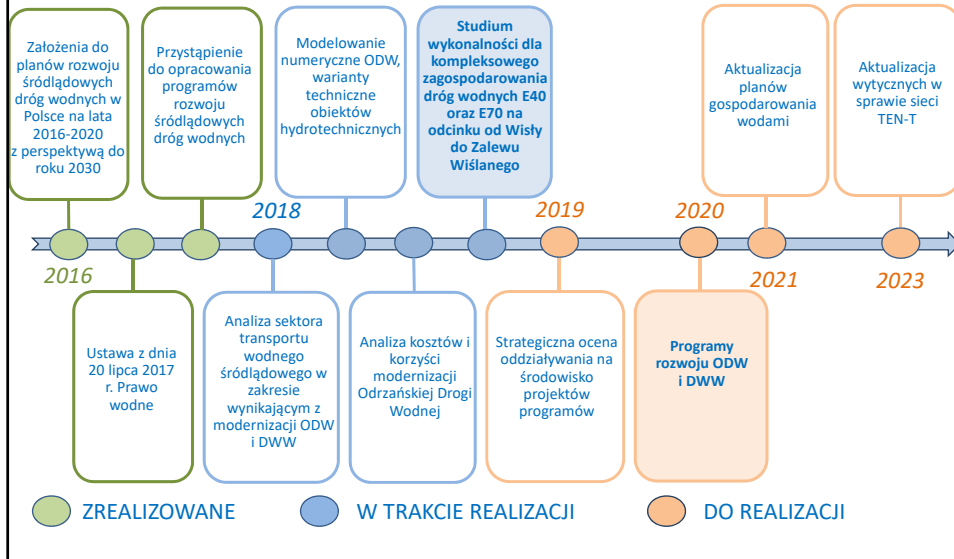 Założenia do
planów rozwoju
śródlądowych
dróg wodnych w
Polsce na lata
2016-2020
z perspektywą do
roku 2030
Przystąpienie
do opracowania
programów
rozwoju
śródlądowych
dróg wodnych
Modelowanie
numeryczne ODW,
warianty
techniczne
obiektów
hydrotechnicznych
Studium
wykonalności dla
kompleksowego
zagospodarowania
dróg wodnych E40
oraz E70 na
odcinku od Wisły
do Zalewu
Wiślanego
Aktualizacja
planów
gospodarowania
wodami
Aktualizacja
wytycznych w
sprawie sieci
TEN-T
2016
2018
2019
2020
2021
2023
Ustawa z dnia
20 lipca 2017
r. Prawo
wodne
Analiza sektora
transportu
wodnego
śródlądowego w
zakresie
wynikającym z
modernizacji ODW
i DWW
Analiza kosztów i
korzyści
modernizacji
Odrzańskiej Drogi
Wodnej
Strategiczna ocena
oddziaływania na
środowisko
projektów
programów
Programy
rozwoju ODW
i DWW
ZREALIZOWANE
W TRAKCIE REALIZACJI
DO REALIZACJI